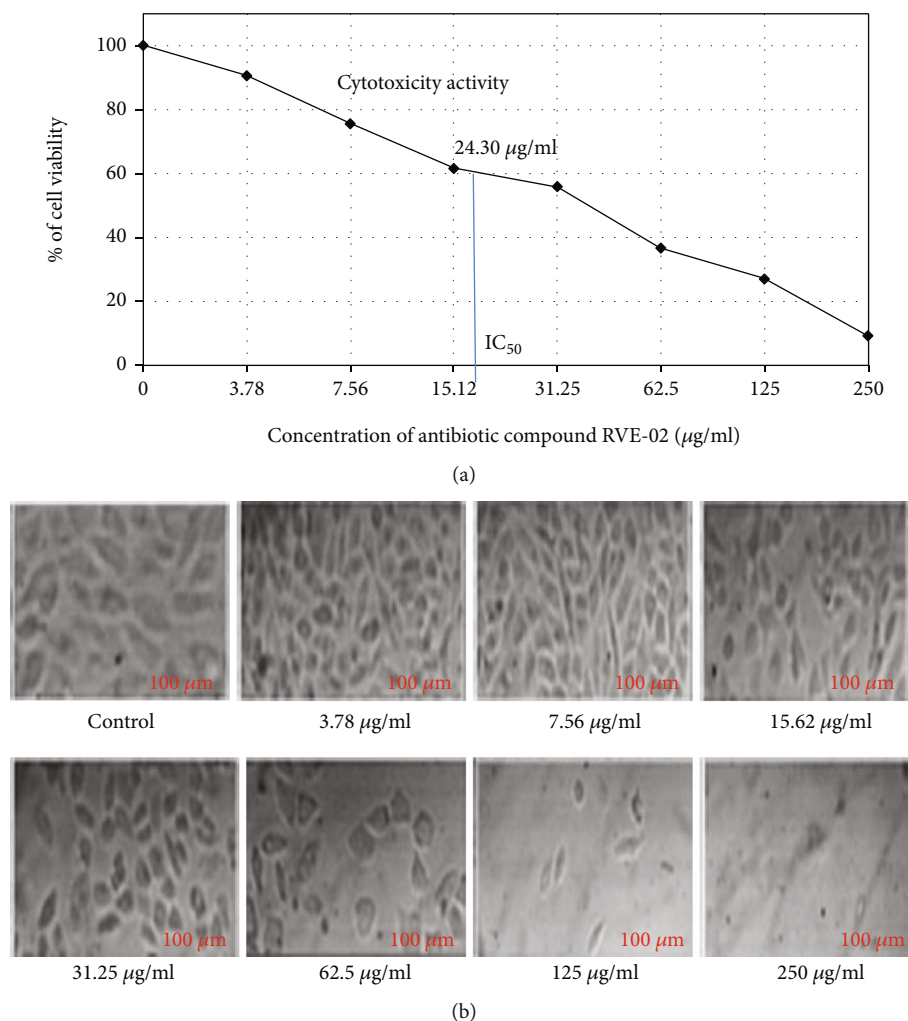 100
80
60
40
20
0
% of cell viability
Cytotoxicity activity
24.30 μg/ml
IC50
0 3.78 7.56 15.12 31.25 62.5 125 250
Concentration of antibiotic compound RVE-02 (μg/ml)
(a)
100 μm 100 μm 100 μm 100 μm
Control 3.78 μg/ml 7.56 μg/ml 15.62 μg/ml
100 μm 100 μm 100 μm 100 μm
31.25 μg/ml 62.5 μg/ml 125 μg/ml 250 μg/ml
(b)